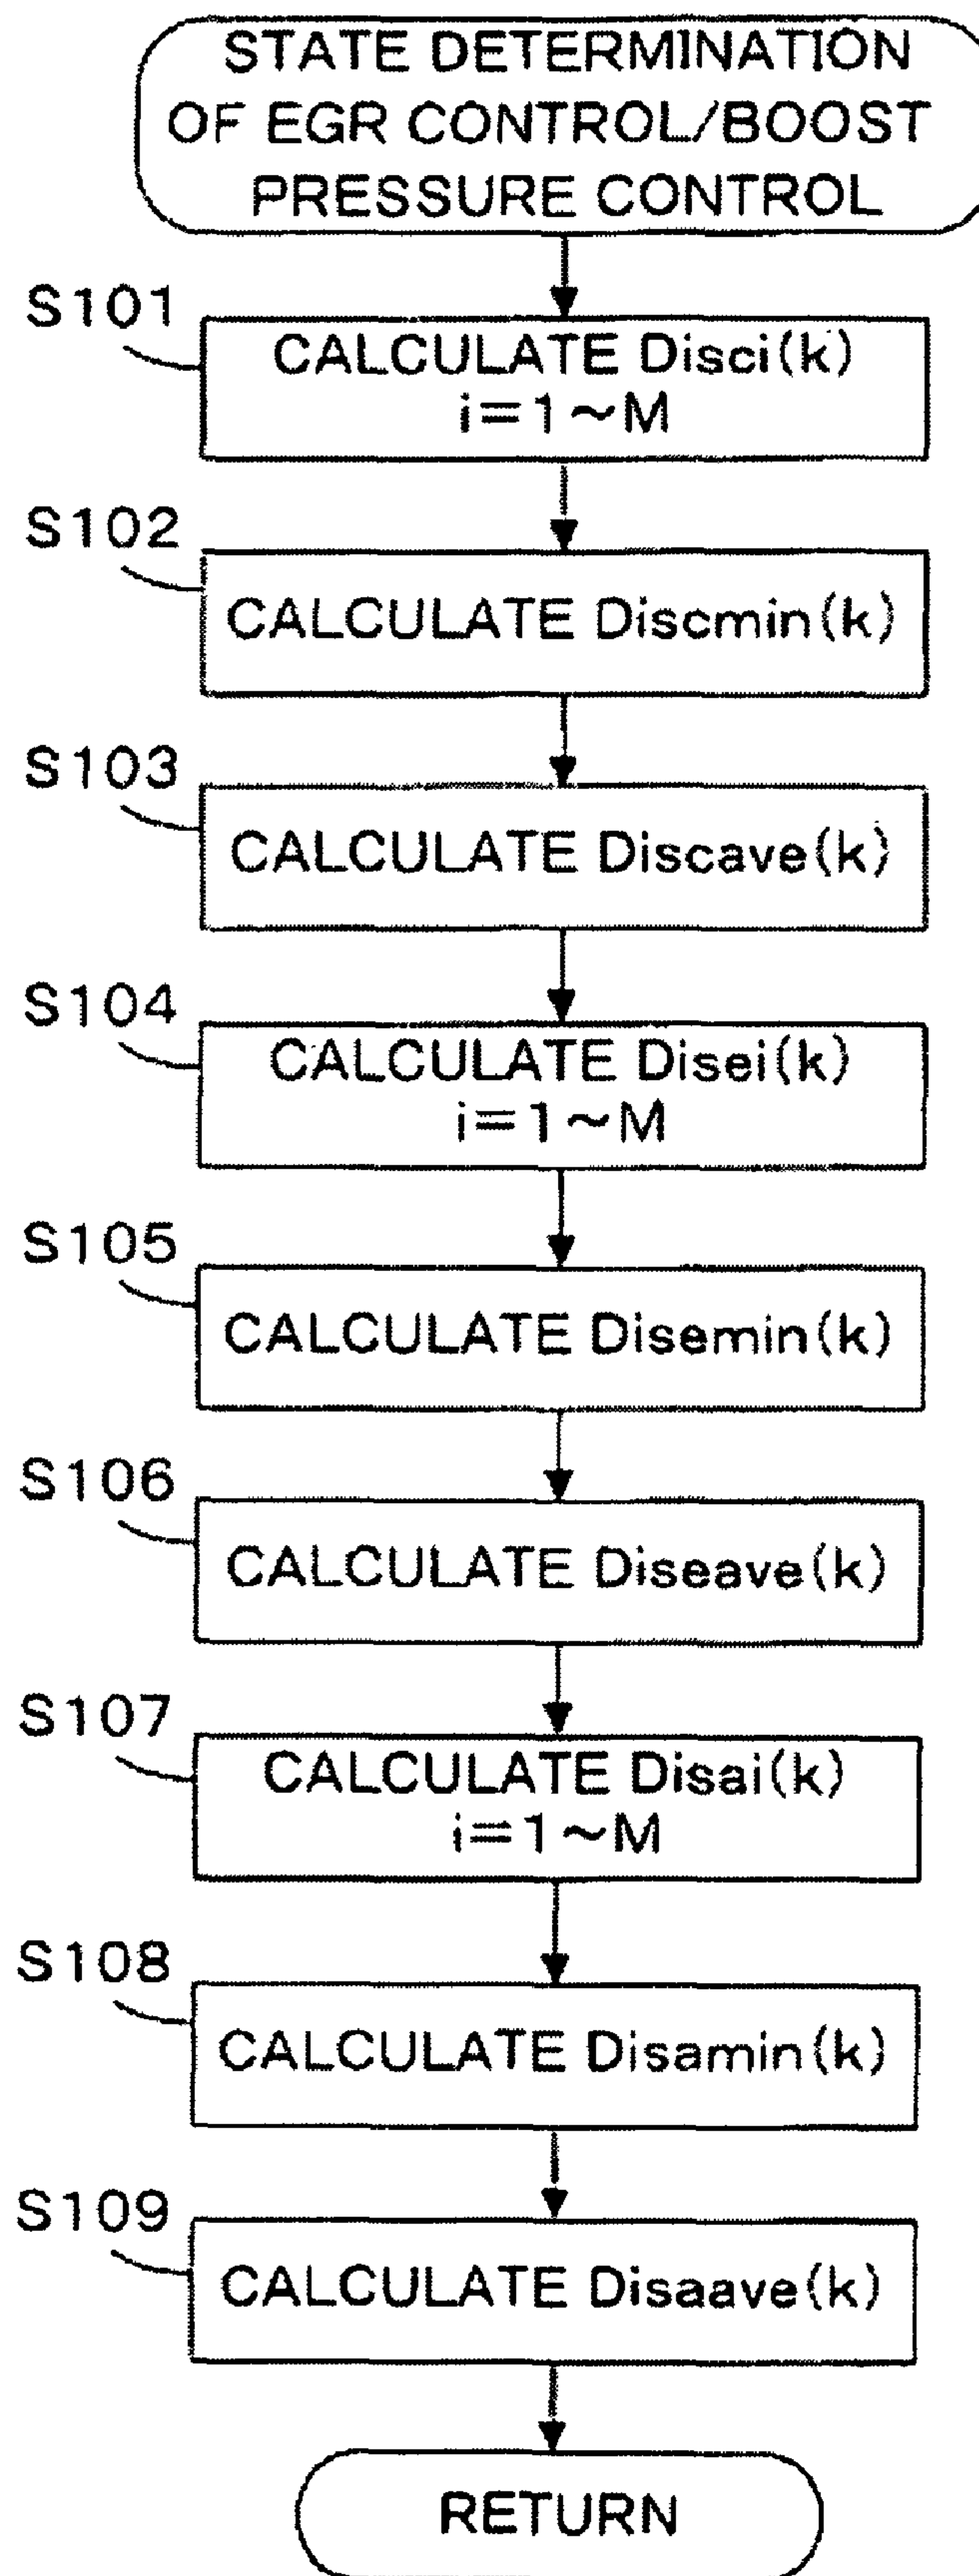 STATE DETERMINATION
OF EGR CONTROL/BOOST
PRESSURE CONTROL
S101
CALCULATE Disci(k)
i=1~M
S102
CALCULATE Discmin(k)
S103
CALCULATE Discave(k)
S104
CALCULATE Disei(k)
i=1~M
S105
CALCULATE Disemin(k)
S106
CALCULATE Diseave(k)
S107
CALCULATE Disai(k)
i=1~M
S108
CALCULATE Disamin(k)
S109
CALCULATE Disaave(k)
RETURN